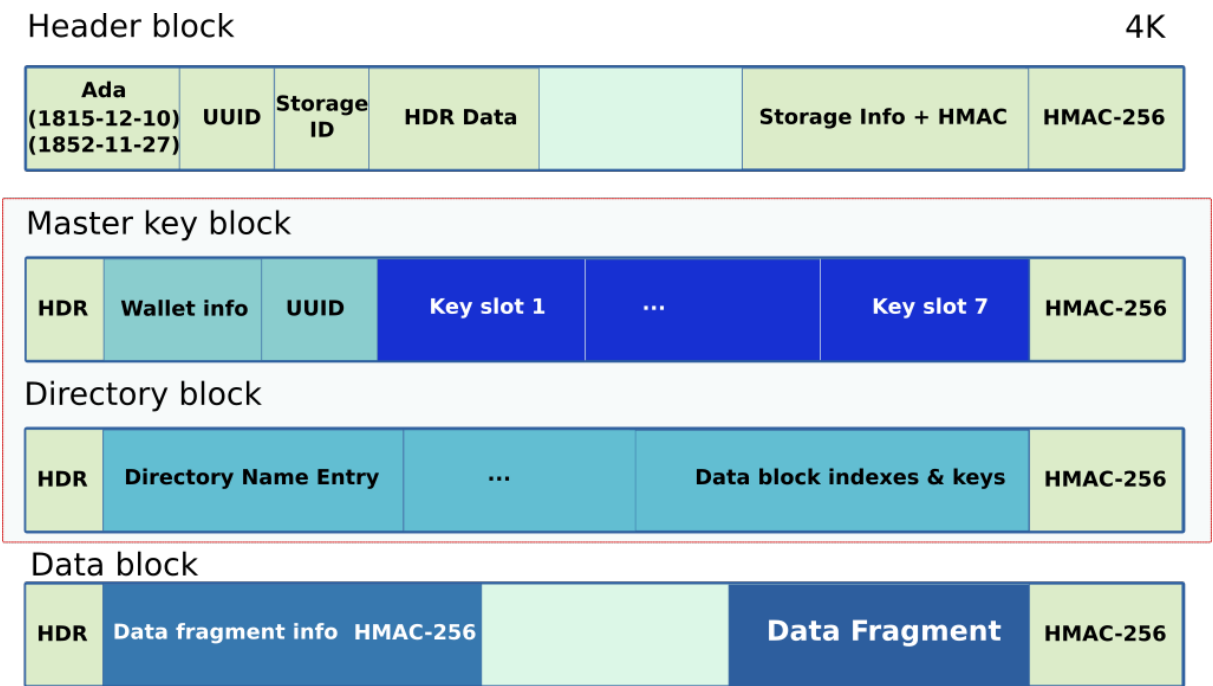 Header block 4K
Ada
(1815-12-10)
(1852-11-27)
UUID
Storage
ID
HDR Data
Storage Info + HMAC
HMAC-256
Master key block
HDR
Wallet info
UUID
Key slot 1
...
Key slot 7
HMAC-256
Directory block
HDR
Directory Name Entry
...
Data block indexes & keys
HMAC-256
Data block
HDR
Data fragment info HMAC-256
Data Fragment
HMAC-256